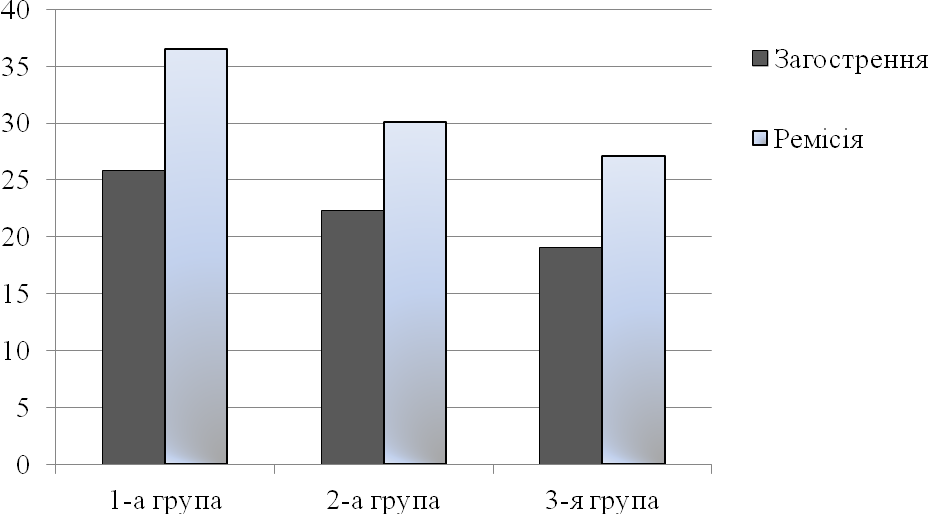 40
35
30
25
20
15
10
5
0
1-а група
2-а група
3-я група
Загострення
Ремісія